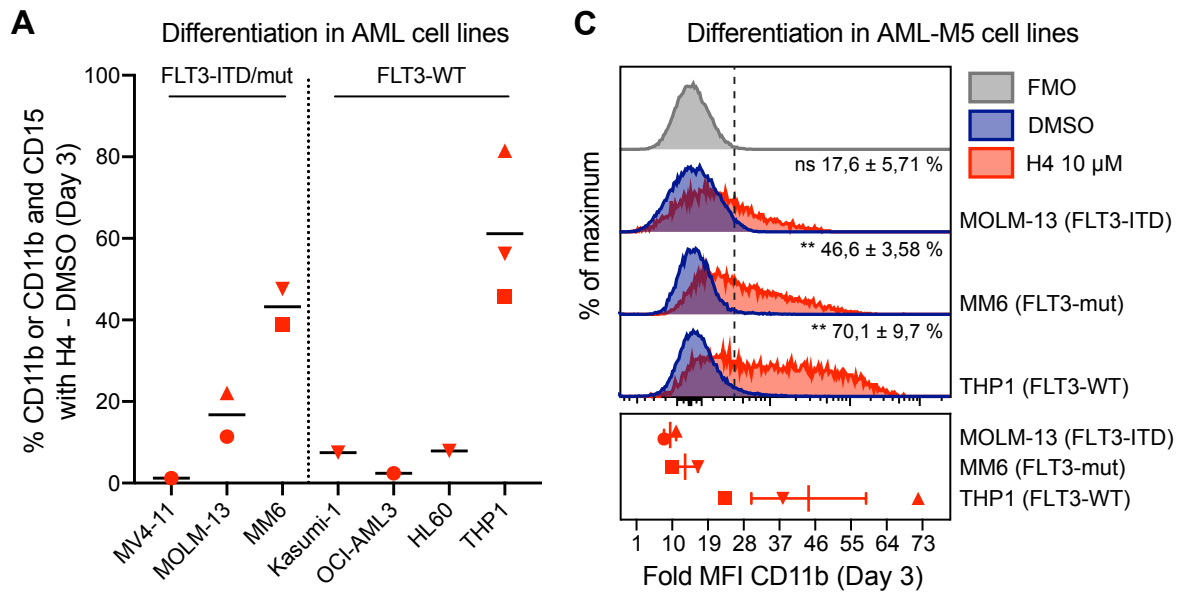 A
Differentiation in AML cell lines
FLT3-ITD/mut
FLT3-WT
% CD11b or CD11b and CD15
with H4 - DMSO (Day 3)
100
80
60
40
20
0
MV4-11
MOLM-13
MM6
Kasumi-1
OCI-AML3
HL60
THP1
C
Differentiation in AML-M5 cell lines
% of maximum
FMO
DMSO
H4 10 µM
ns 17,6 ± 5,71 %
MOLM-13 (FLT3-ITD)
** 46,6 ± 3,58 %
MM6 (FLT3-mut)
** 70,1 ± 9,7 %
THP1 (FLT3-WT)
MOLM-13 (FLT3-ITD)
MM6 (FLT3-mut)
THP1 (FLT3-WT)
1 10 19 28 37 46 55 64 73
Fold MFI CD11b (Day 3)